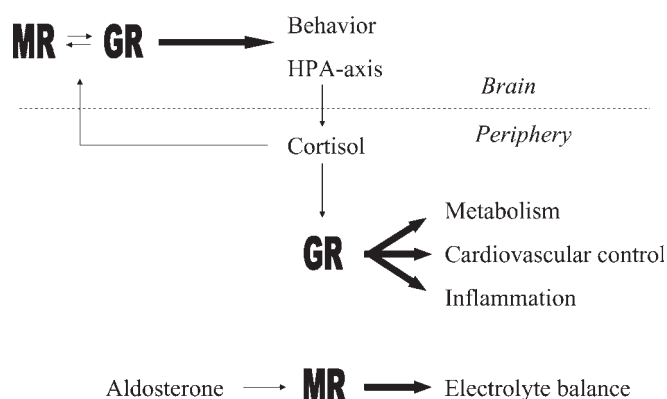 Behavior
MR GR
HPA-axis
Brain
Periphery
Cortisol
Metabolism
GR Cardiovascular control
Inflammation
Aldosterone MR Electrolyte balance